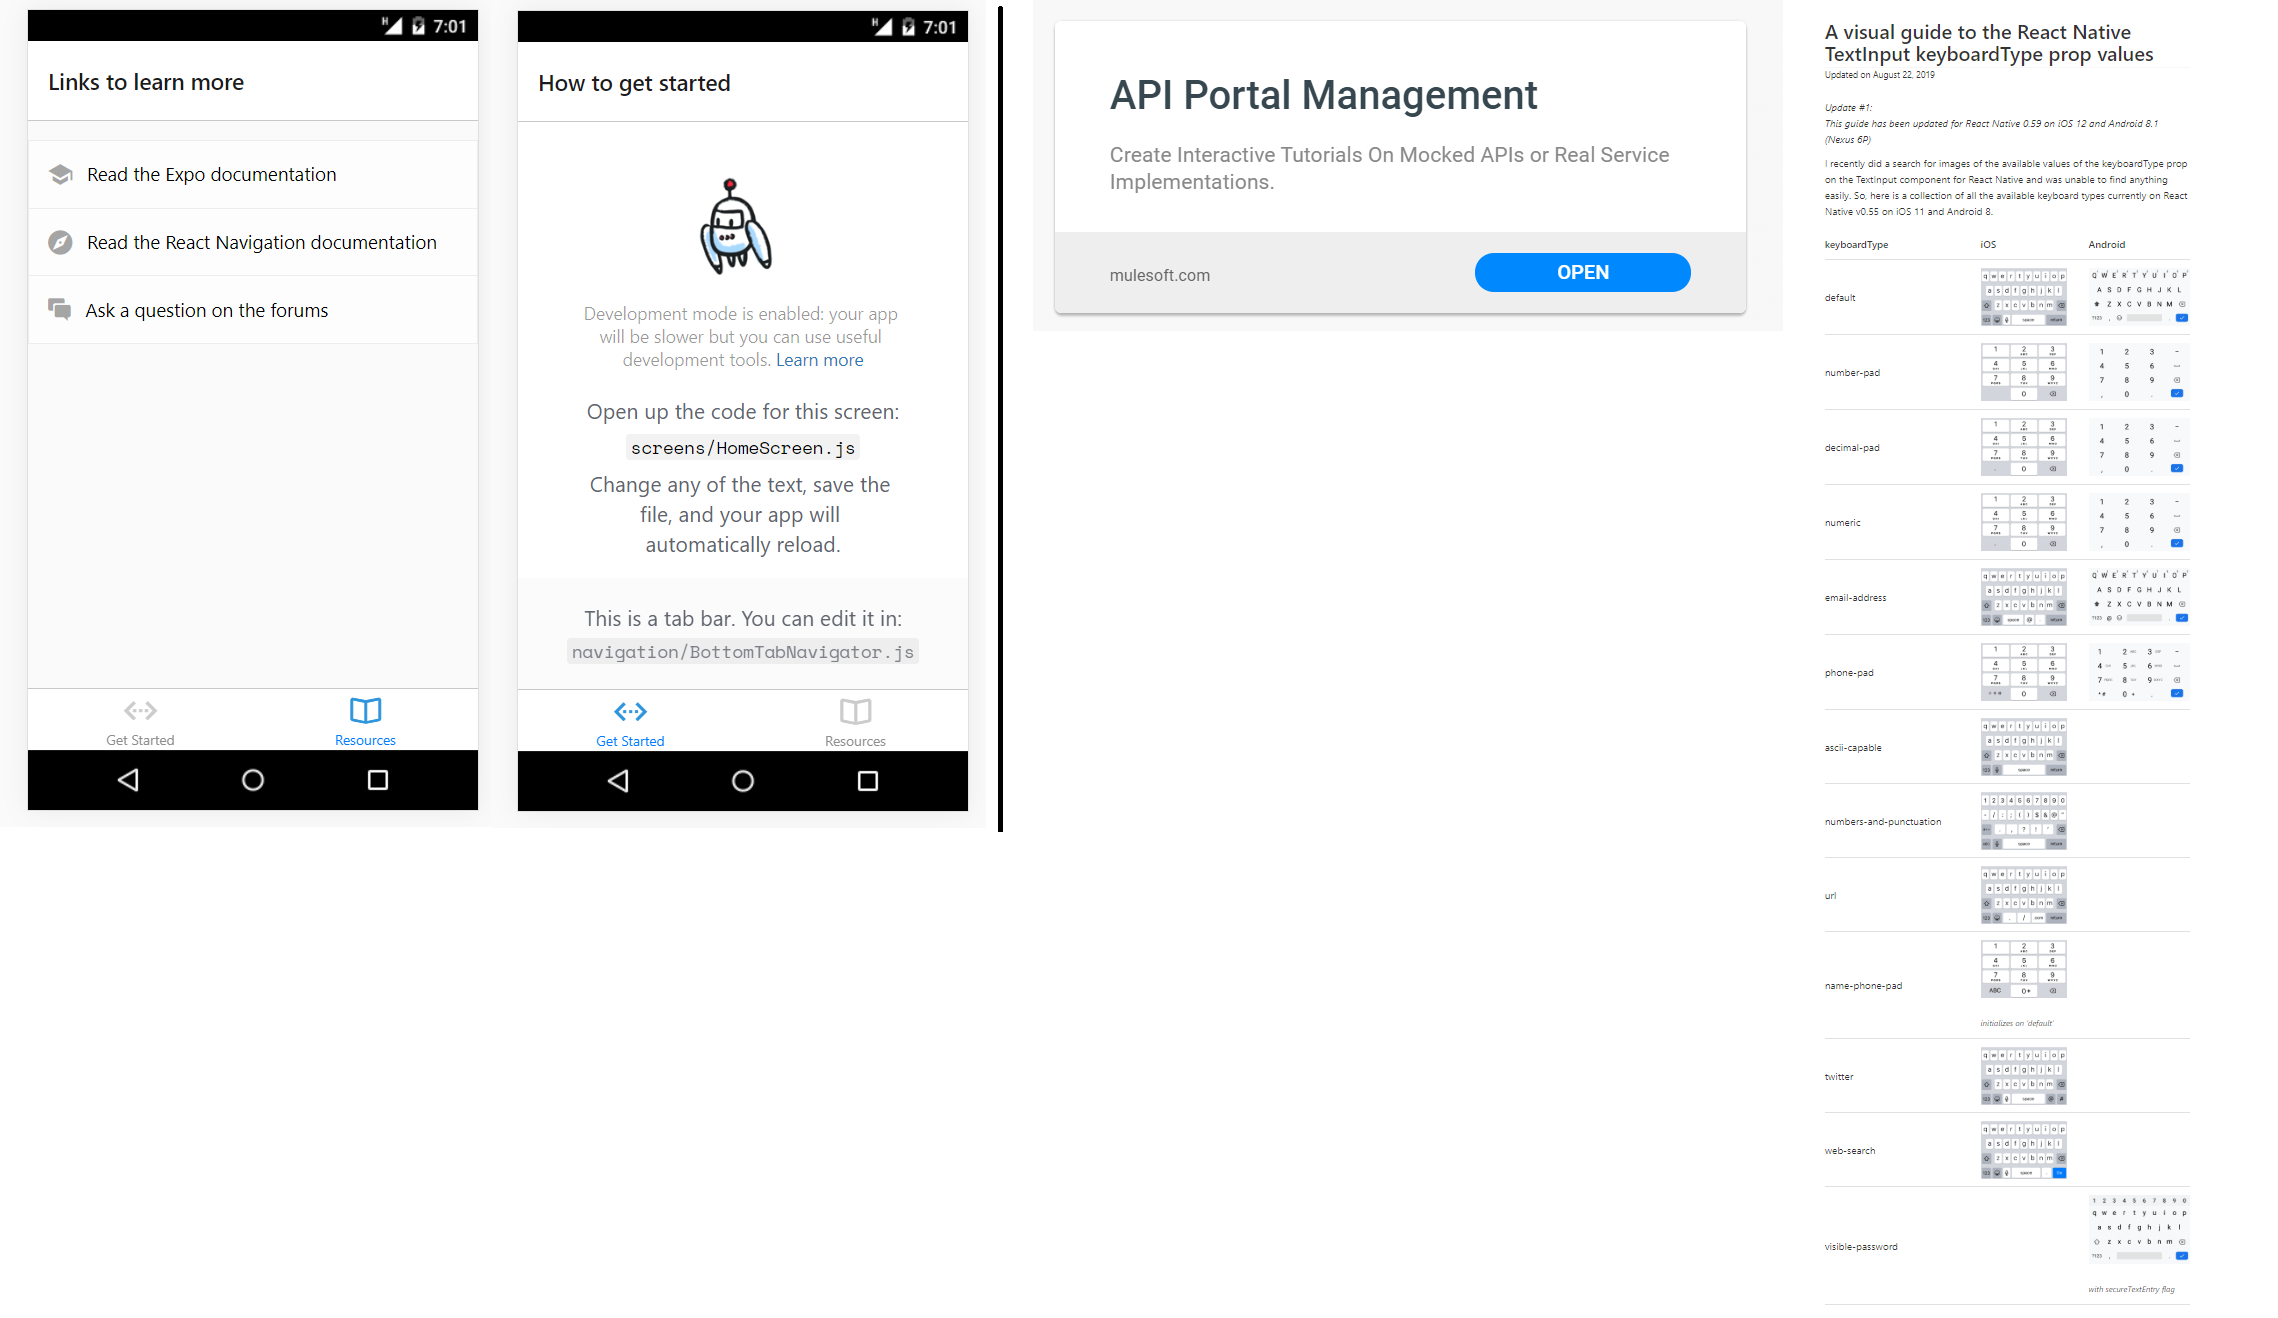 H 7:01
Links to learn more
Read the Expo documentation
Read the React Navigation documentation
Ask a question on the forums
Get Started
Resources
H 7:01
How to get started
Development mode is enabled: your app
will be slower but you can use useful
development tools. Learn more
Open up the code for this screen:
screens/HomeScreen.js
Change any of the text, save the
file, and your app will
automatically reload.
This is a tab bar. You can edit it in:
navigation/BottomTabNavigator.js
Get Started
Resources
API Portal Management
Create Interactive Tutorials On Mocked APIs or Real Service
Implementations.
mulesoft.com
OPEN
A visual guide to the React Native
TextInput keyboardType prop values
Updated on August 22, 2019
Update #1:
This guide has been updated for React Native 0.59 on iOS 12 and Android 8.1
(Nexus 6P)
I recently did a search for images of the available values of the keyboardType prop
on the TextInput component for React Native and was unable to find anything
easily. So, here is a collection of all the available keyboard types currently on React
Native v0.55 on iOS 11 and Android 8.
keyboardType iOS Android
default
number-pad
decimal-pad
numeric
email-address
phone-pad
ascii-capable
numbers-and-punctuation
url
name-phone-pad
initializes on 'default'
twitter
web-search
visible-password
with secureTextEntry flag